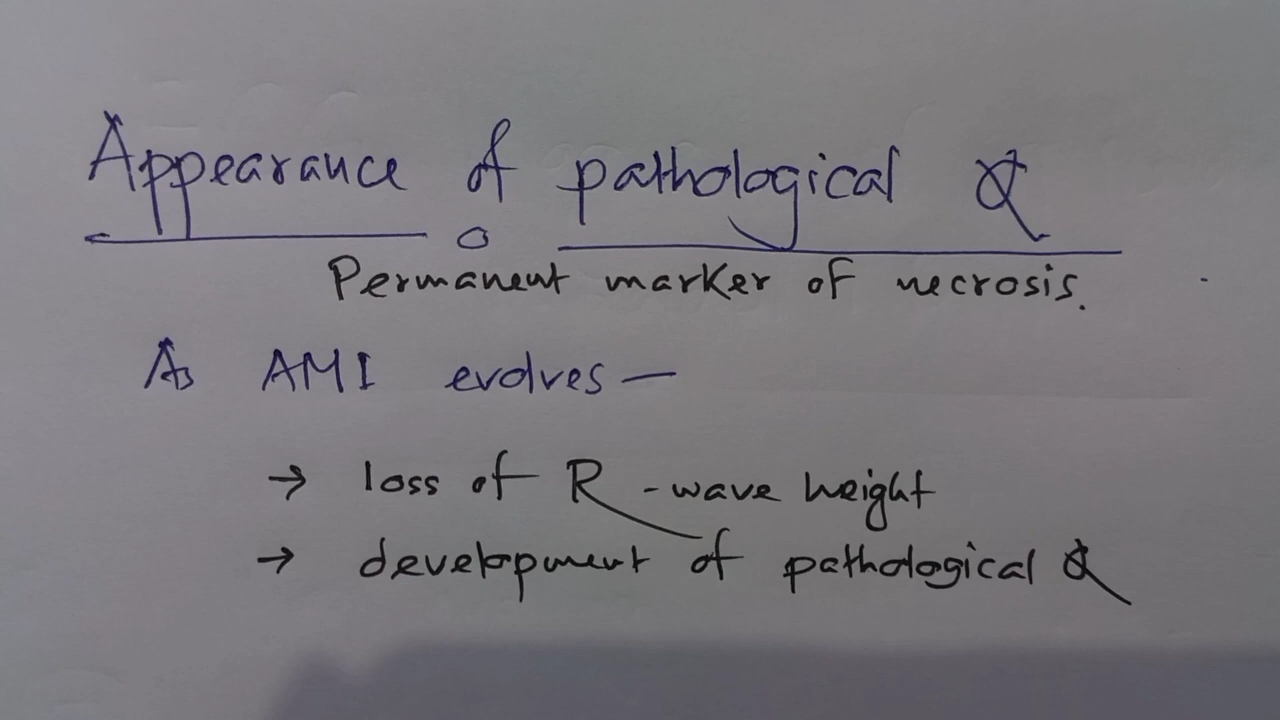 Appearance of pathological Q
Permanent marker of necrosis.
As AMI evolves —
→ loss of R-wave height
→ development of pathological Q